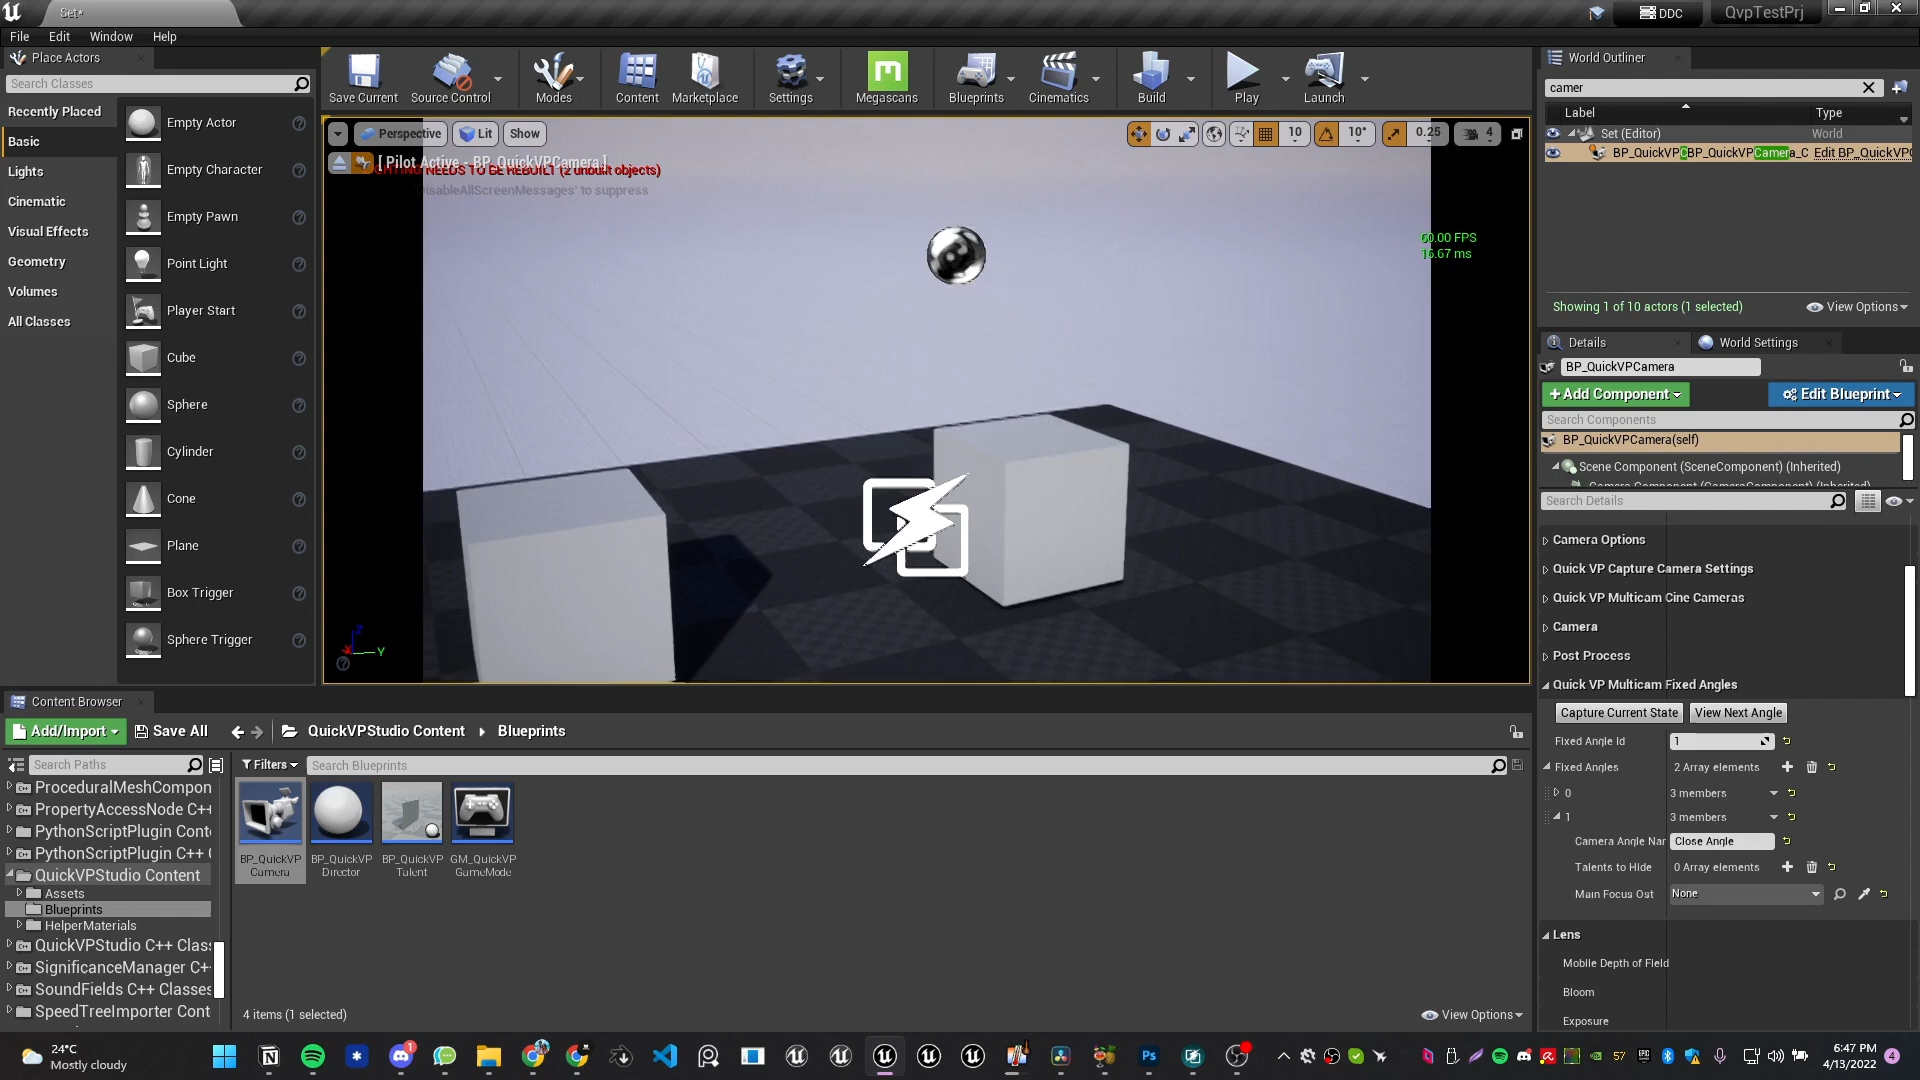 Set*
DDC
QvpTestPrj
File Edit Window Help
Place Actors
Search Classes
Recently Placed
Basic
Lights
Cinematic
Visual Effects
Geometry
Volumes
All Classes
Empty Actor
Empty Character
Empty Pawn
Point Light
Player Start
Cube
Sphere
Cylinder
Cone
Plane
Box Trigger
Sphere Trigger
Save Current
Source Control
Modes
Content
Marketplace
Settings
Megascans
Blueprints
Cinematics
Build
Play
Launch
Perspective
Lit
Show
10
10°
0.25
4
[ Pilot Active - BP_QuickVPCamera ]
HTING NEEDS TO BE REBUILT (2 unbuilt objects)
'DisableAllScreenMessages' to suppress
60.00 FPS
16.67 ms
Z
X
Y
World Outliner
camer
Label
Type
Set (Editor)
World
BP_QuickVPCBP_QuickVPCamera_C
Edit BP_QuickVPC
Showing 1 of 10 actors (1 selected)
View Options
Details
World Settings
BP_QuickVPCamera
+Add Component
Edit Blueprint
Search Components
BP_QuickVPCamera(self)
Scene Component (SceneComponent) (Inherited)
Camera Component (CameraComponent) (Inherited)
Search Details
Camera Options
Quick VP Capture Camera Settings
Quick VP Multicam Cine Cameras
Camera
Post Process
Quick VP Multicam Fixed Angles
Capture Current State
View Next Angle
Fixed Angle Id
1
Fixed Angles
2 Array elements
0
3 members
1
3 members
Camera Angle Nar
Close Angle
Talents to Hide
0 Array elements
Main Focus Ost
None
Lens
Mobile Depth of Field
Bloom
Exposure
Content Browser
Add/Import
Save All
QuickVPStudio Content
Blueprints
Search Paths
Filters
Search Blueprints
ProceduralMeshCompon
PropertyAccessNode C++
PythonScriptPlugin Conte
PythonScriptPlugin C++ C
QuickVPStudio Content
Assets
Blueprints
HelperMaterials
QuickVPStudio C++ Class
SignificanceManager C+
SoundFields C++ Classes
SpeedTreeImporter Cont
BP_QuickVP
Camera
BP_QuickVP
Director
BP_QuickVP
Talent
GM_QuickVP
GameMode
4 items (1 selected)
View Options
24°C
Mostly cloudy
1
Ps
57
6:47 PM
4/13/2022
4